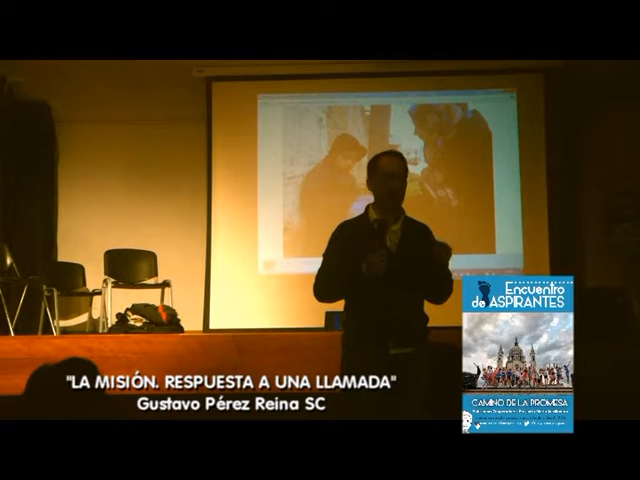 Encuentro
de ASPIRANTES
CAMINO DE LA PROMESA
"LA MISIÓN. RESPUESTA A UNA LLAMADA"
Gustavo Pérez Reina SC